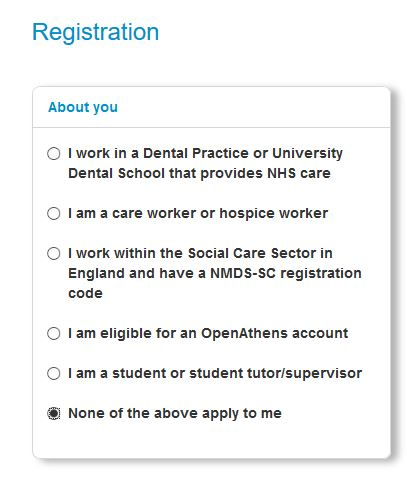 Registration
About you
I work in a Dental Practice or University
Dental School that provides NHS care
I am a care worker or hospice worker
I work within the Social Care Sector in
England and have a NMDS-SC registration
code
I am eligible for an OpenAthens account
I am a student or student tutor/supervisor
None of the above apply to me